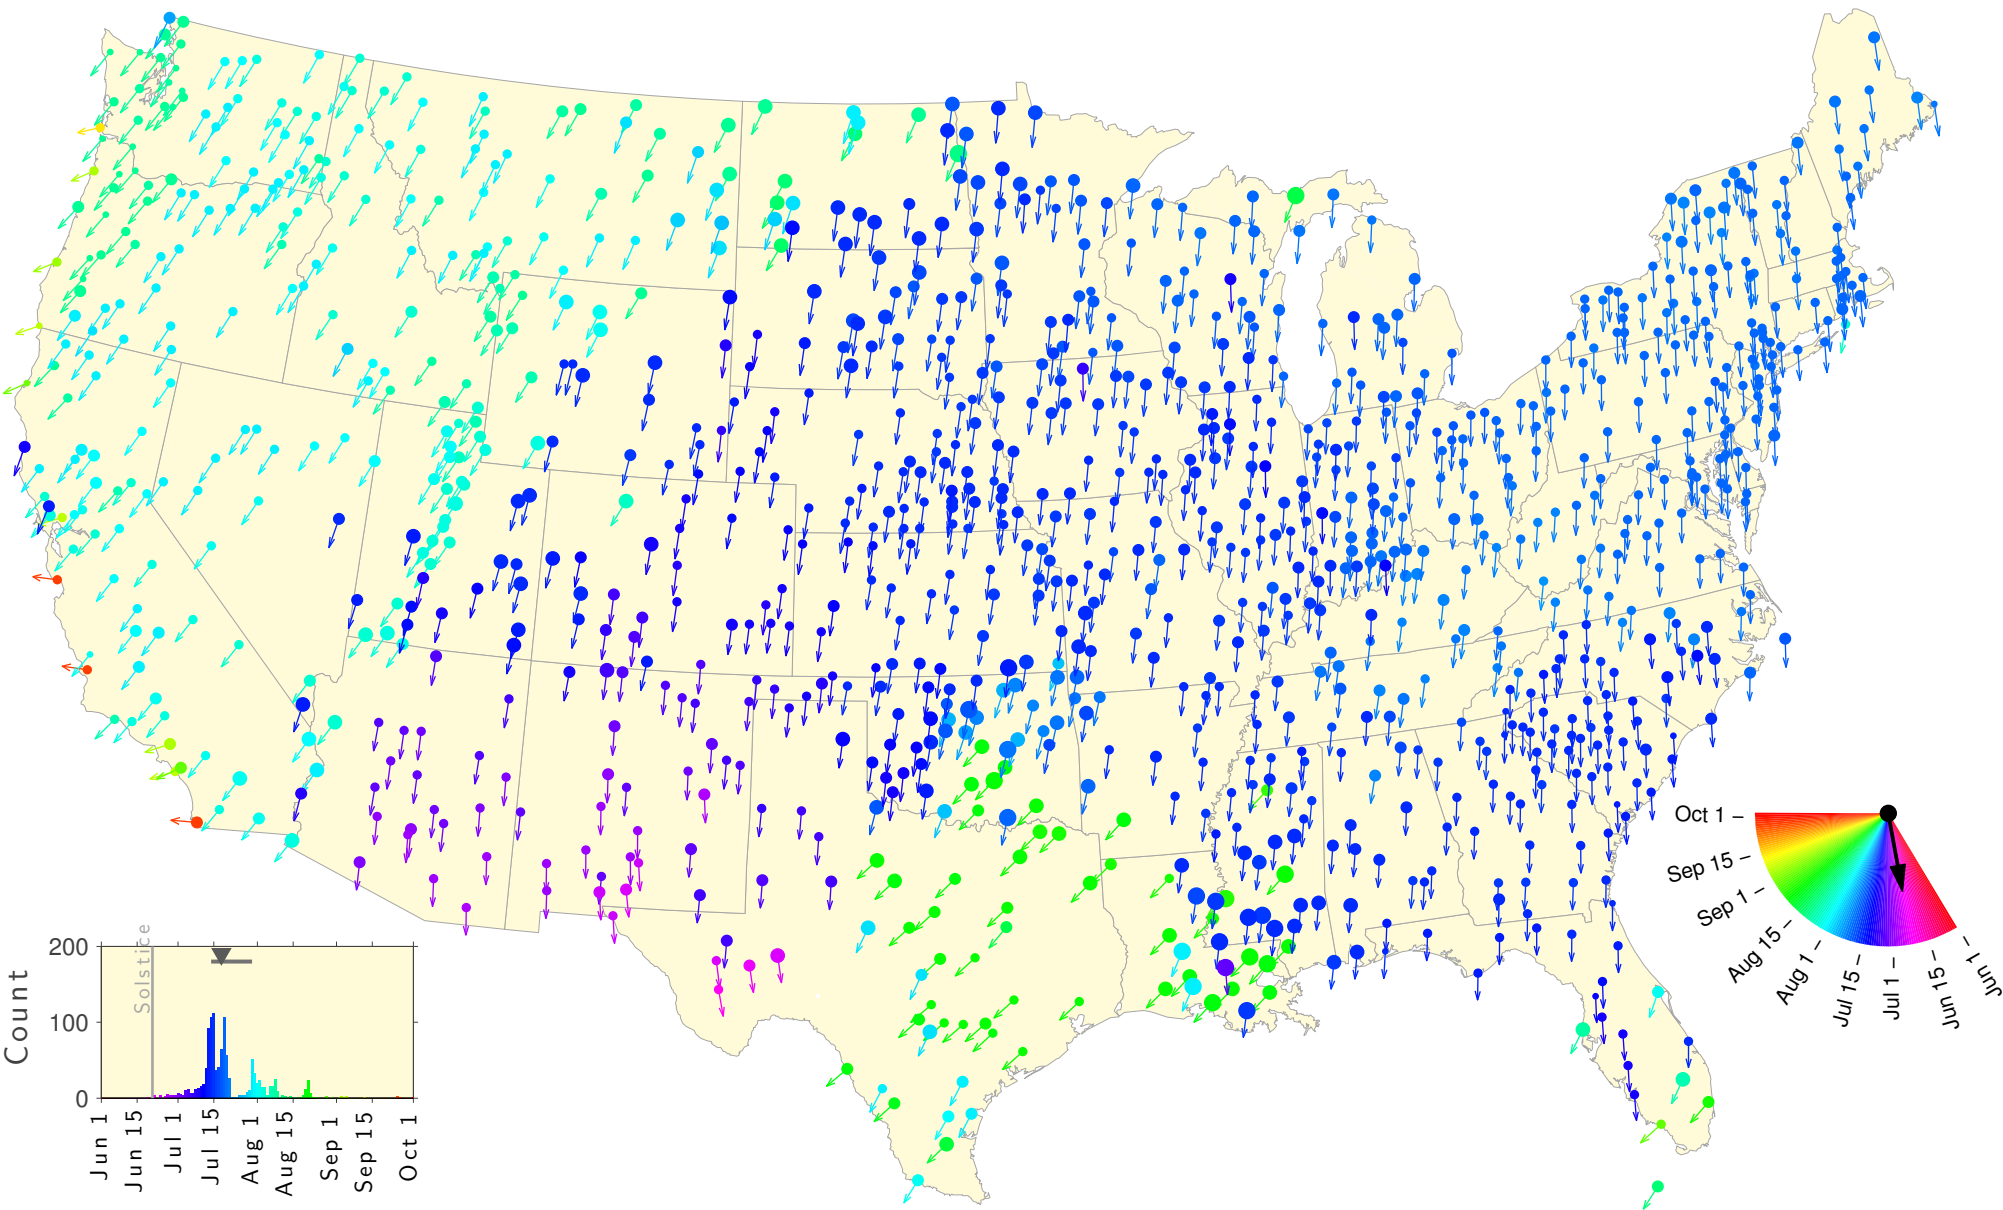 Oct 1 –
Sep 15 –
Sep 1 –
Aug 15 –
Aug 1 –
Jul 15 –
Jul 1 –
Jun 15 –
Jun 1 –
Solstice
Count
200
100
0
Jun 1
Jun 15
Jul 1
Jul 15
Aug 1
Aug 15
Sep 1
Sep 15
Oct 1